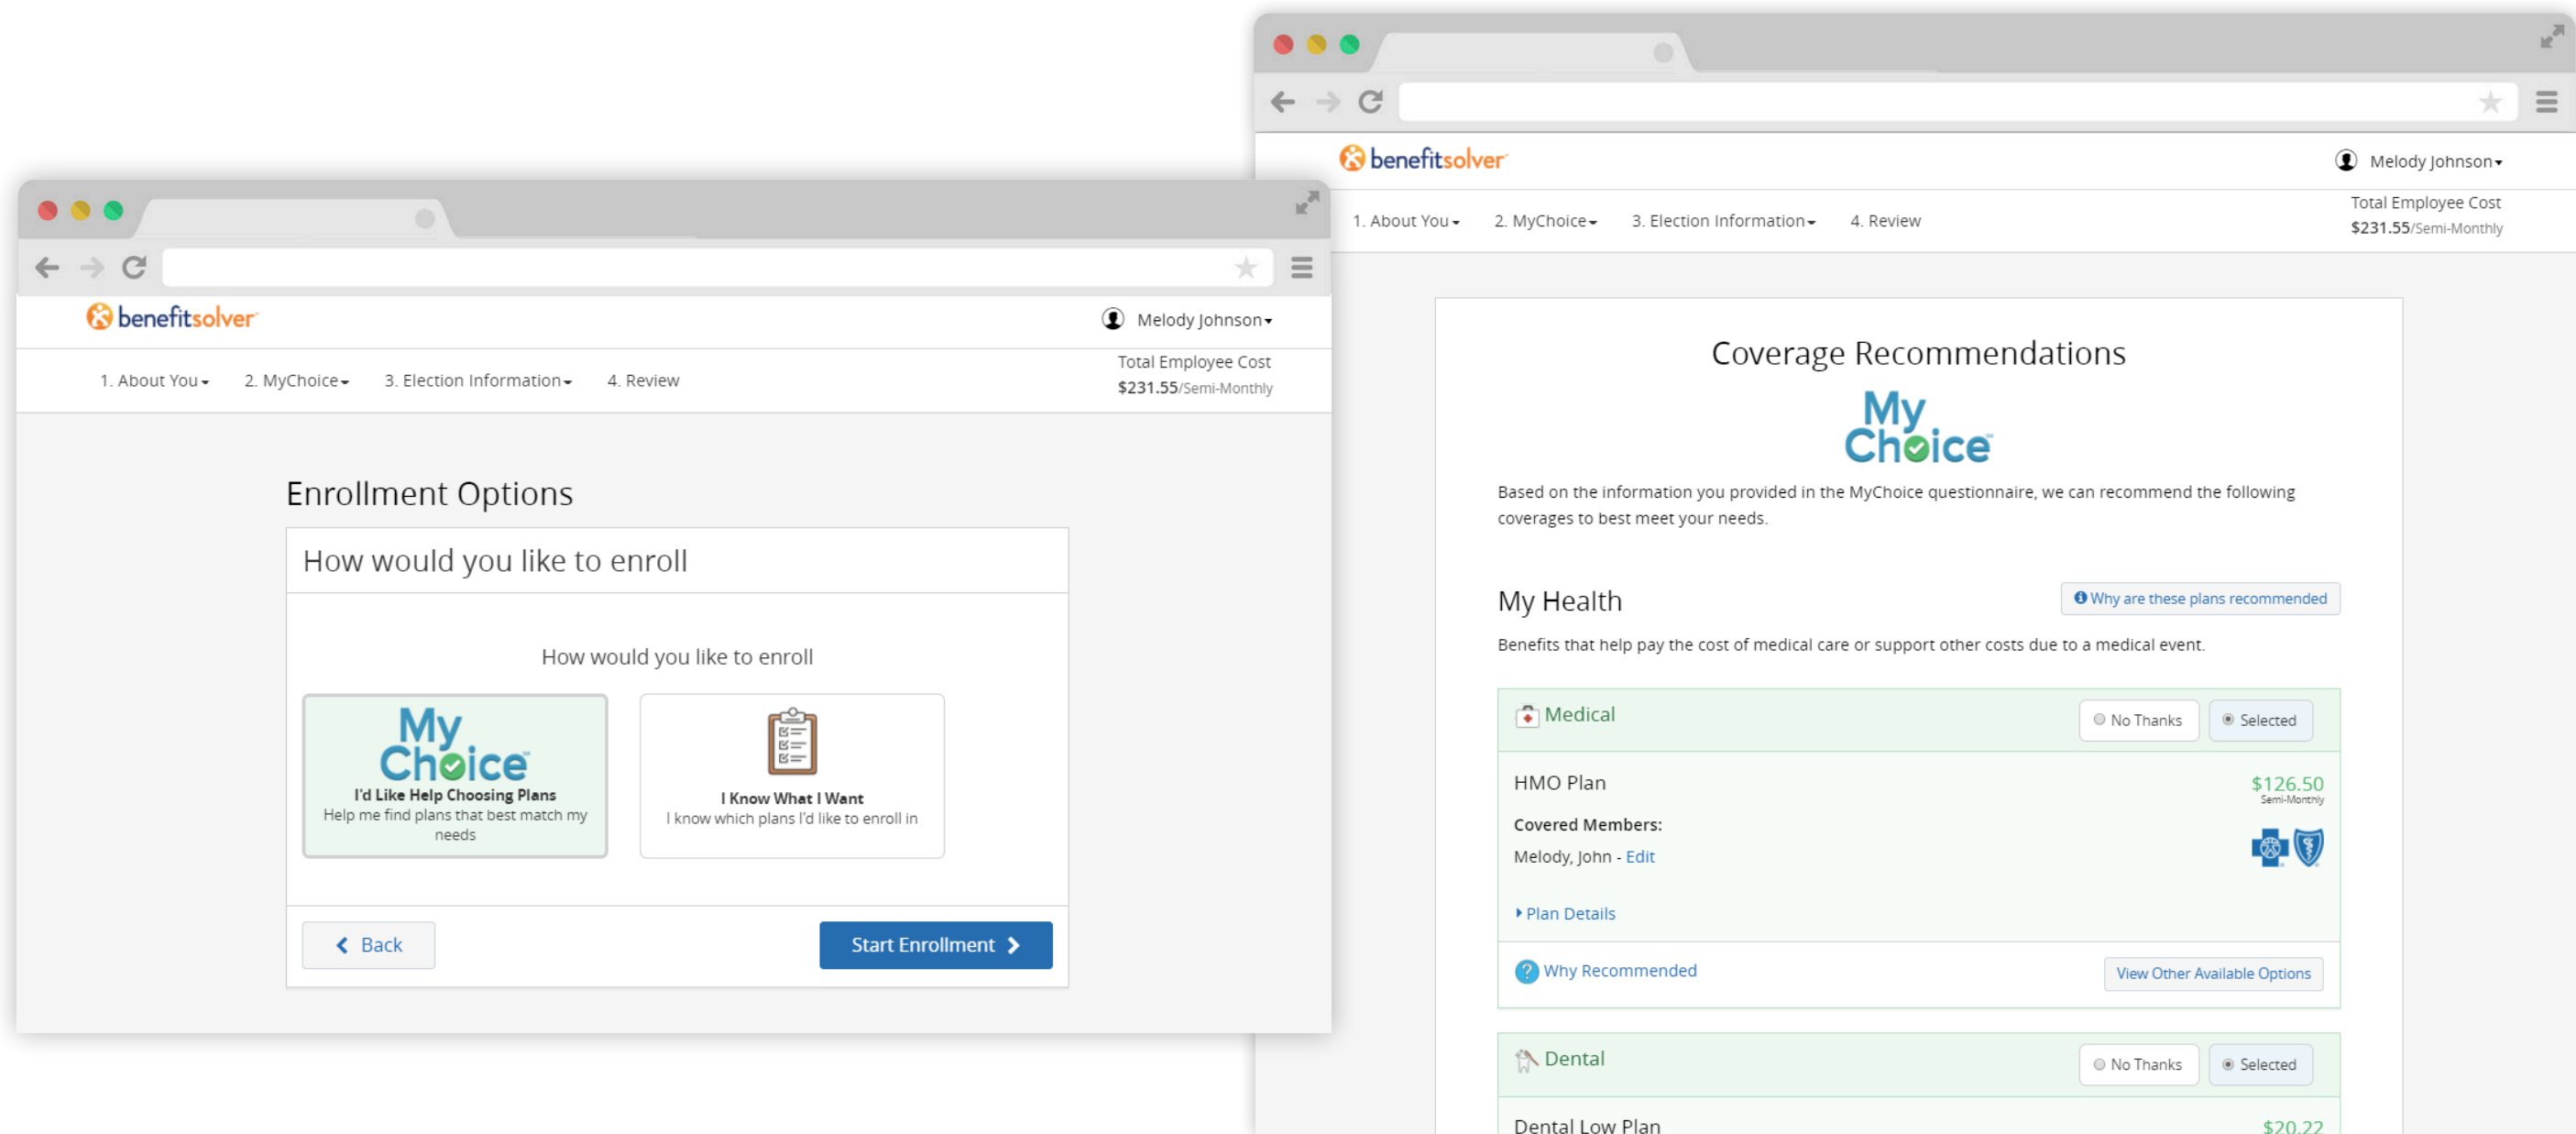 benefitsolver
Melody Johnson
1. About You
2. MyChoice
3. Election Information
4. Review
Total Employee Cost
$231.55/Semi-Monthly
Enrollment Options
How would you like to enroll
How would you like to enroll
My
Choice
I'd Like Help Choosing Plans
Help me find plans that best match my
needs
I Know What I Want
I know which plans I'd like to enroll in
Back
Start Enrollment
benefitsolver
Melody Johnson
1. About You
2. MyChoice
3. Election Information
4. Review
Total Employee Cost
$231.55/Semi-Monthly
Coverage Recommendations
My
Choice
Based on the information you provided in the MyChoice questionnaire, we can recommend the following
coverages to best meet your needs.
My Health
Why are these plans recommended
Benefits that help pay the cost of medical care or support other costs due to a medical event.
Medical
No Thanks
Selected
HMO Plan
$126.50
Semi-Monthly
Covered Members:
Melody, John - Edit
Plan Details
Why Recommended
View Other Available Options
Dental
No Thanks
Selected
Dental Low Plan
$20.22